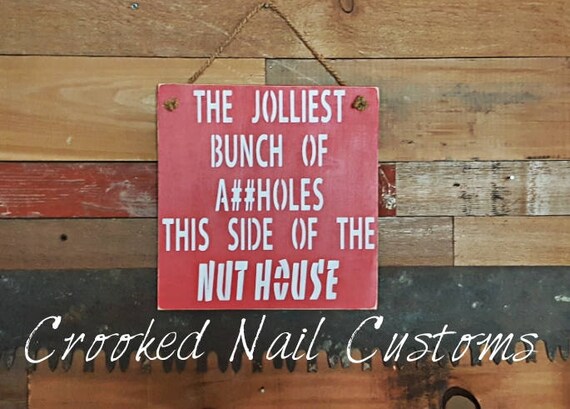 THE JOLLIEST
BUNCH OF
A##HOLES
THIS SIDE OF THE
NUT HOUSE
Crooked Nail Customs